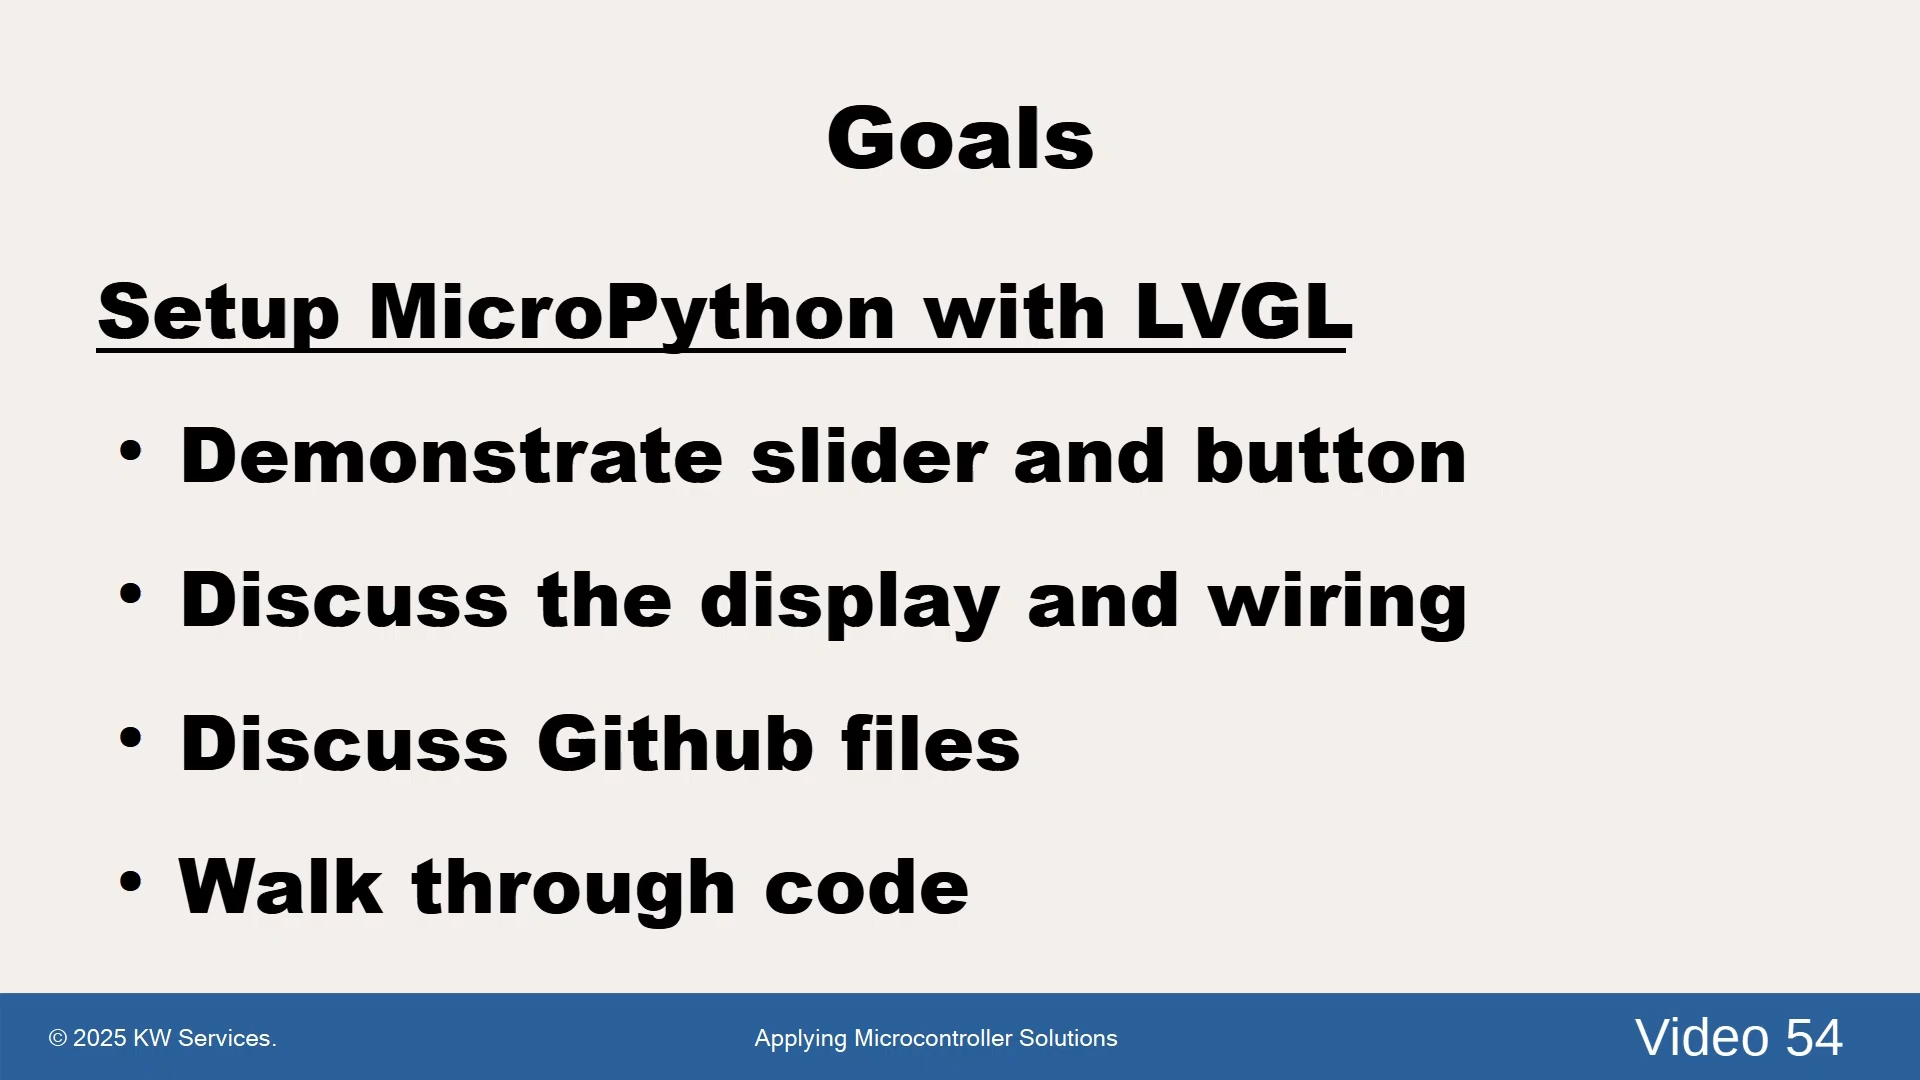 Goals
Setup MicroPython with LVGL
• Demonstrate slider and button
• Discuss the display and wiring
• Discuss Github files
• Walk through code
© 2025 KW Services.
Applying Microcontroller Solutions
Video 54